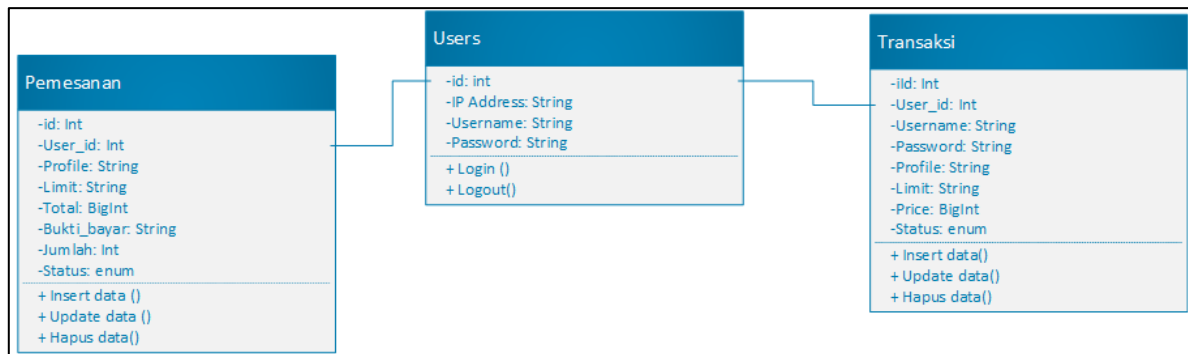 Pemesanan
-id: Int
-User_id: Int
-Profile: String
-Limit: String
-Total: BigInt
-Bukti_bayar: String
-Jumlah: Int
-Status: enum
+ Insert data ()
+ Update data ()
+ Hapus data()
Users
-id: int
-IP Address: String
-Username: String
-Password: String
+ Login ()
+ Logout()
Transaksi
-iId: Int
-User_id: Int
-Username: String
-Password: String
-Profile: String
-Limit: String
-Price: BigInt
-Status: enum
+ Insert data()
+ Update data()
+ Hapus data()